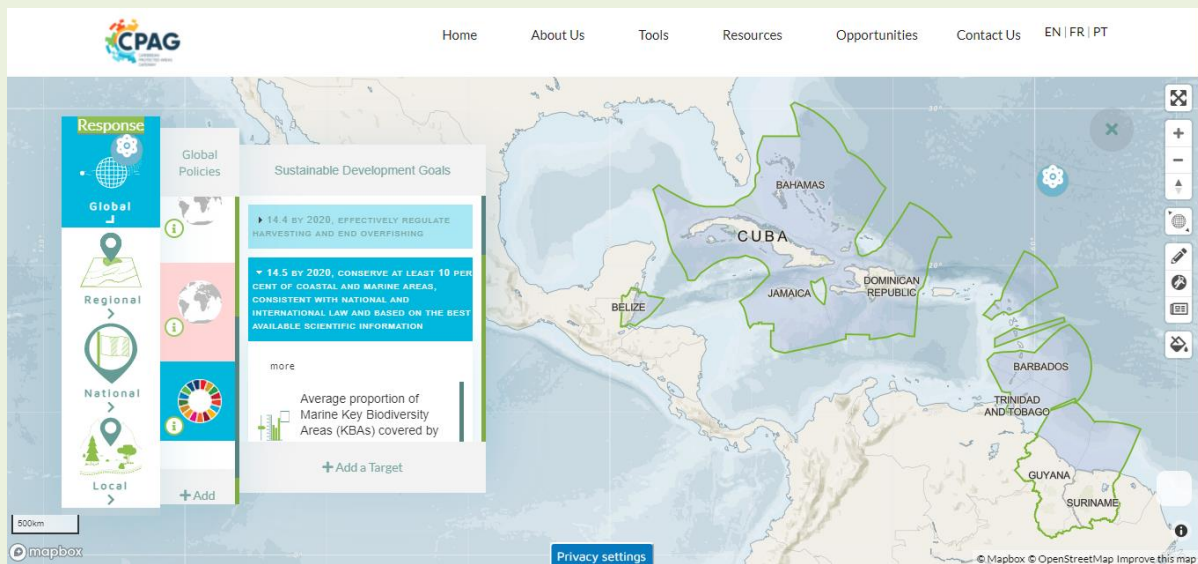 CPAG
CARIBBEAN
PROTECTED AREAS
GATEWAY
Home
About Us
Tools
Resources
Opportunities
Contact Us
EN | FR | PT
Response
Global
Regional
National
Local
Global
Policies
i
i
i
+ Add
Sustainable Development Goals
14.4 BY 2020, EFFECTIVELY REGULATE
HARVESTING AND END OVERFISHING
14.5 BY 2020, CONSERVE AT LEAST 10 PER
CENT OF COASTAL AND MARINE AREAS,
CONSISTENT WITH NATIONAL AND
INTERNATIONAL LAW AND BASED ON THE BEST
AVAILABLE SCIENTIFIC INFORMATION
more
Average proportion of
Marine Key Biodiversity
Areas (KBAs) covered by
+ Add a Target
BAHAMAS
CUBA
DOMINICAN
REPUBLIC
JAMAICA
BELIZE
BARBADOS
TRINIDAD
AND TOBAGO
GUYANA
SURINAME
500km
mapbox
Privacy settings
© Mapbox © OpenStreetMap Improve this map